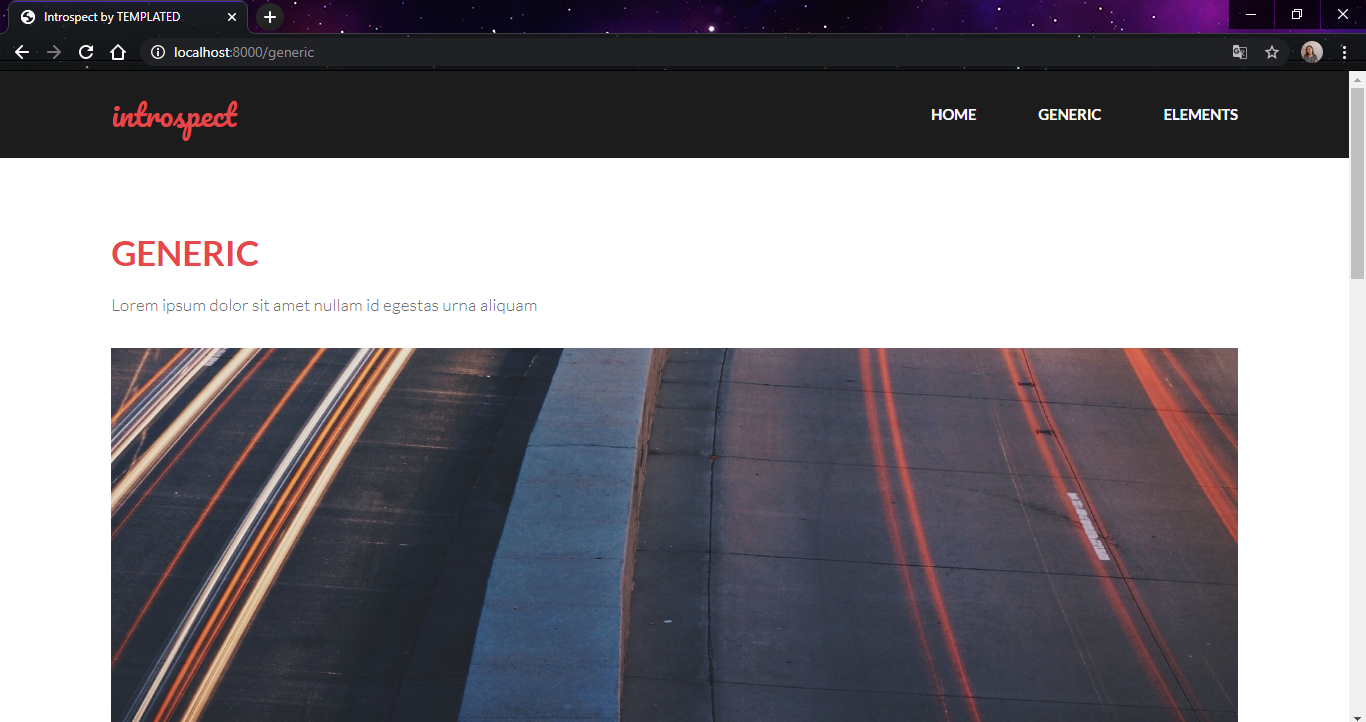 Introspect by TEMPLATED
localhost:8000/generic
introspect
HOME GENERIC ELEMENTS
GENERIC
Lorem ipsum dolor sit amet nullam id egestas urna aliquam